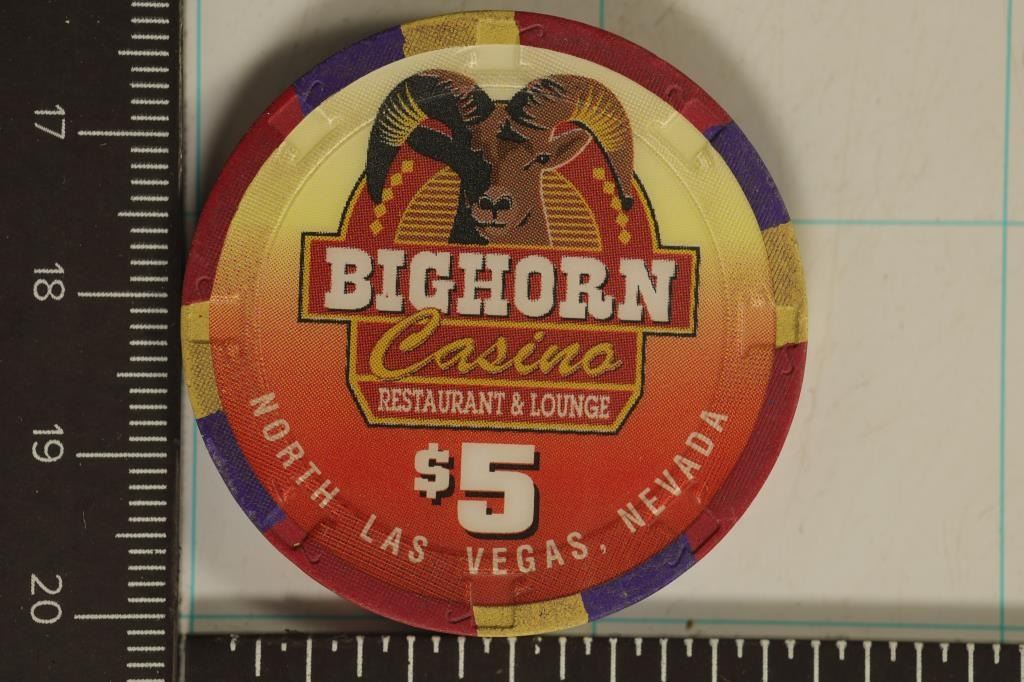 BIGHORN
Casino
RESTAURANT & LOUNGE
$5
NORTH LAS VEGAS, NEVADA
17
18
19
20